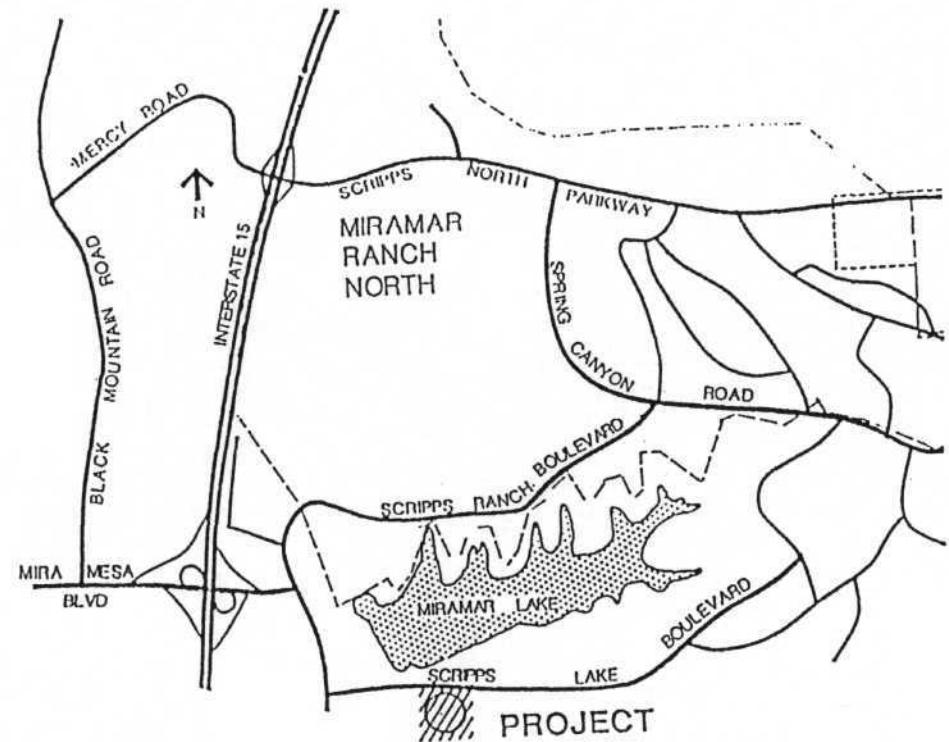 MERCY ROAD
N
SCRIPPS NORTH PARKWAY
MIRAMAR
RANCH
NORTH
BLACK MOUNTAIN ROAD
INTERSTATE 15
SPRING CANYON ROAD
SCRIPPS RANCH BOULEVARD
MIRA MESA
BLVD
MIRAMAR LAKE
SCRIPPS LAKE BOULEVARD
PROJECT